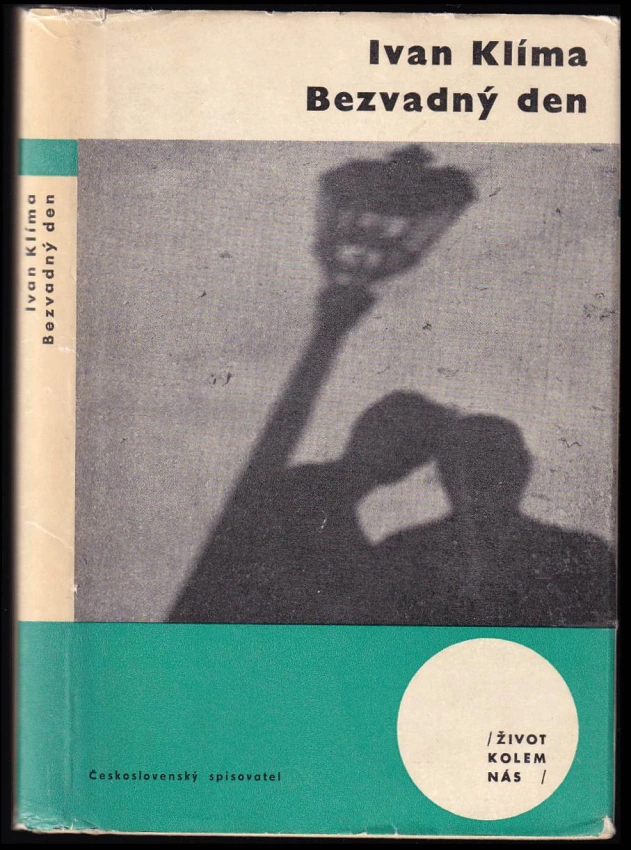 Ivan Klíma
Bezvadný den
Ivan Klíma
Bezvadný den
Československý spisovatel
/ŽIVOT
KOLEM
NÁS /